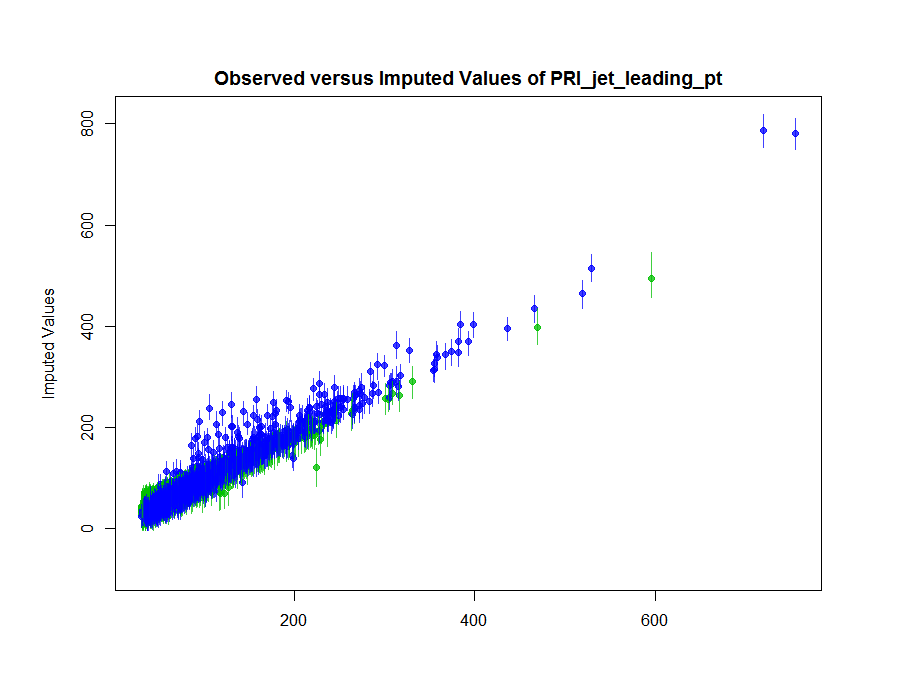 Observed versus Imputed Values of PRI_jet_leading_pt
Imputed Values
800
600
400
200
0
200 400 600